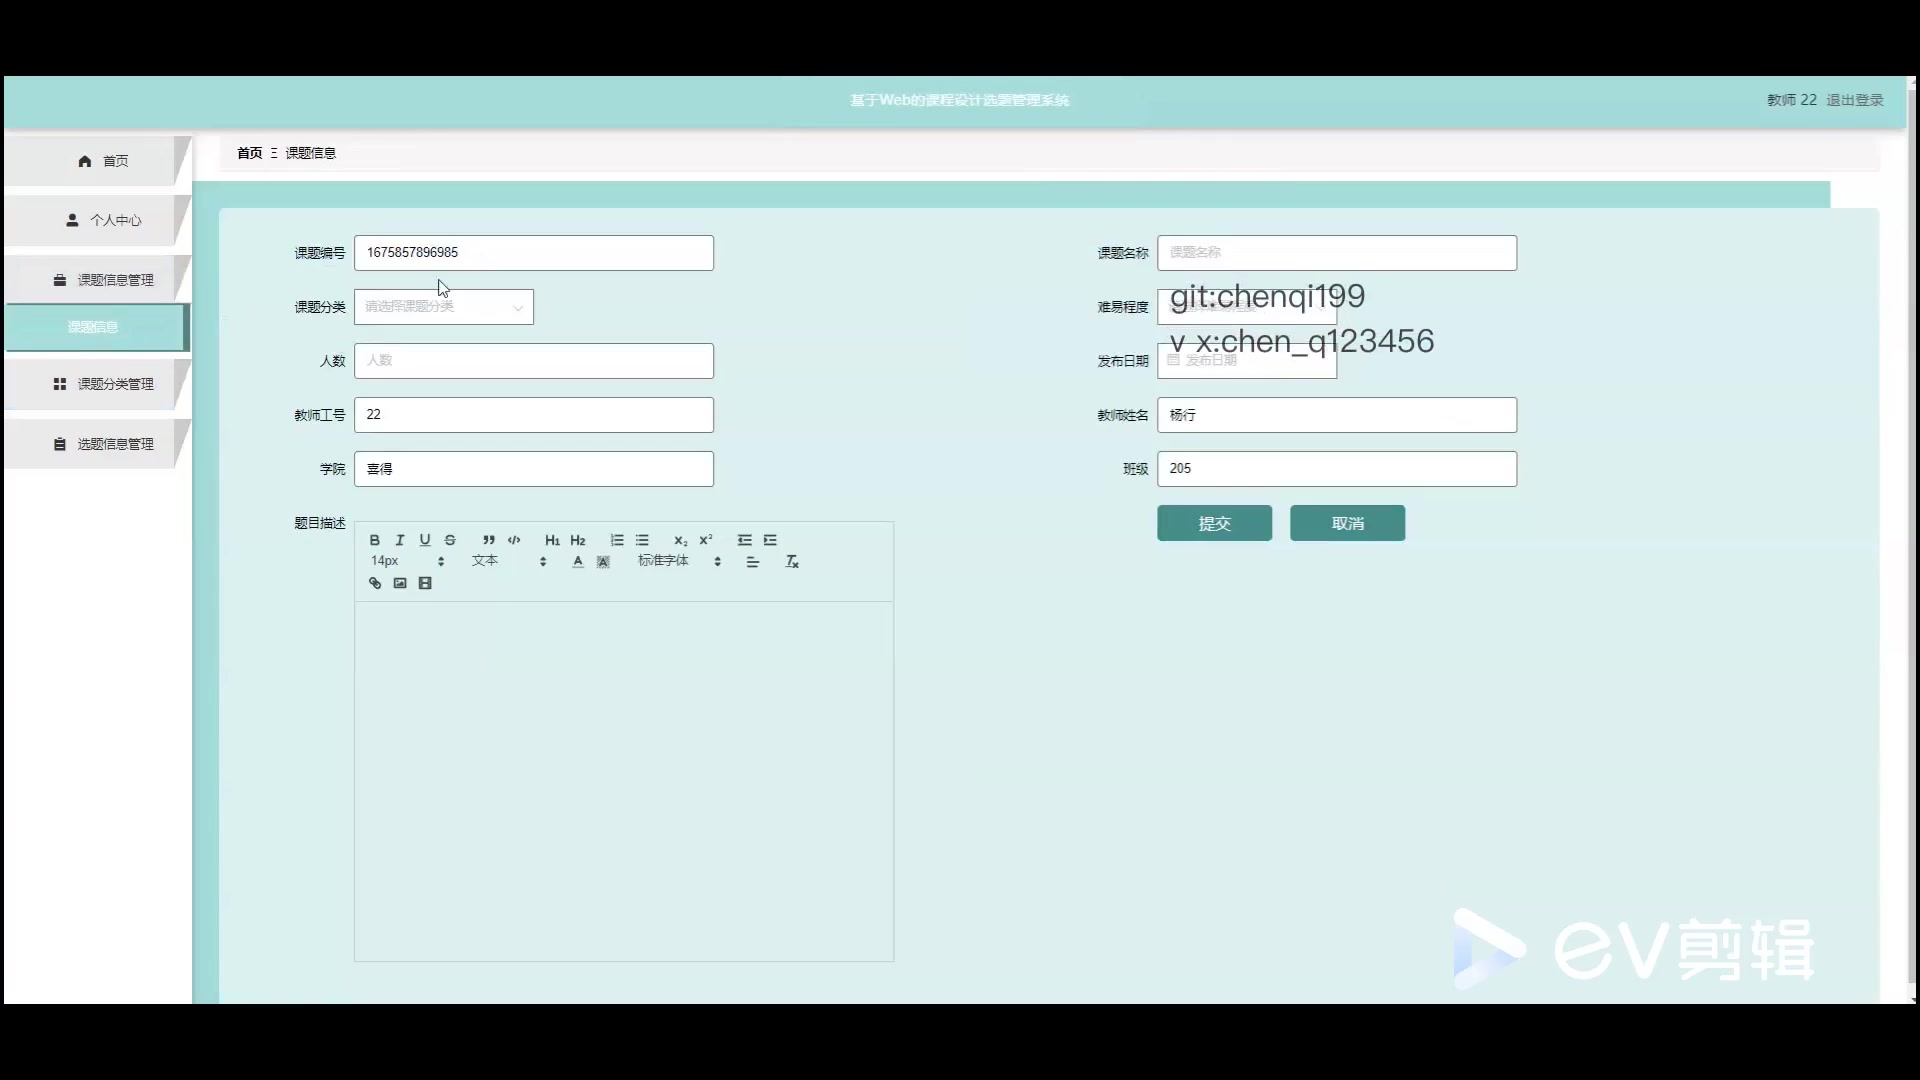 基于Web的课程设计选题管理系统
教师 22 退出登录
首页
个人中心
课题信息管理
课题信息
课题分类管理
选题信息管理
首页 Ξ 课题信息
课题编号 1675857896985
课题名称 课题名称
课题分类 请选择课题分类
难易程度
git:chenqi199
v x:chen_q123456
人数 人数
发布日期 发布日期
教师工号 22
教师姓名 杨行
学院 喜得
班级 205
题目描述
提交 取消
B I U S H1 H2 x2 x2
14px 文本 A A 标准字体 Tx
ev剪辑